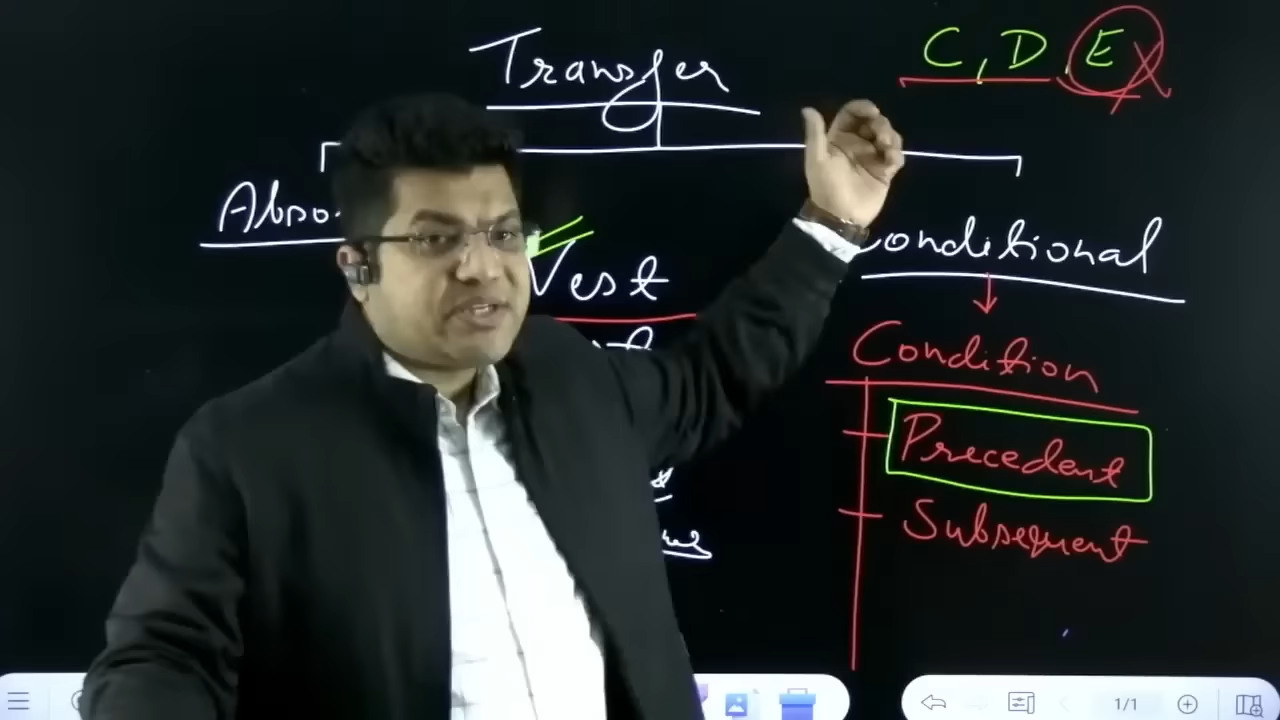 Transfer
C, D, E X
Abso
Vest
Conditional
Condition
Precedent
Subsequent
1/1